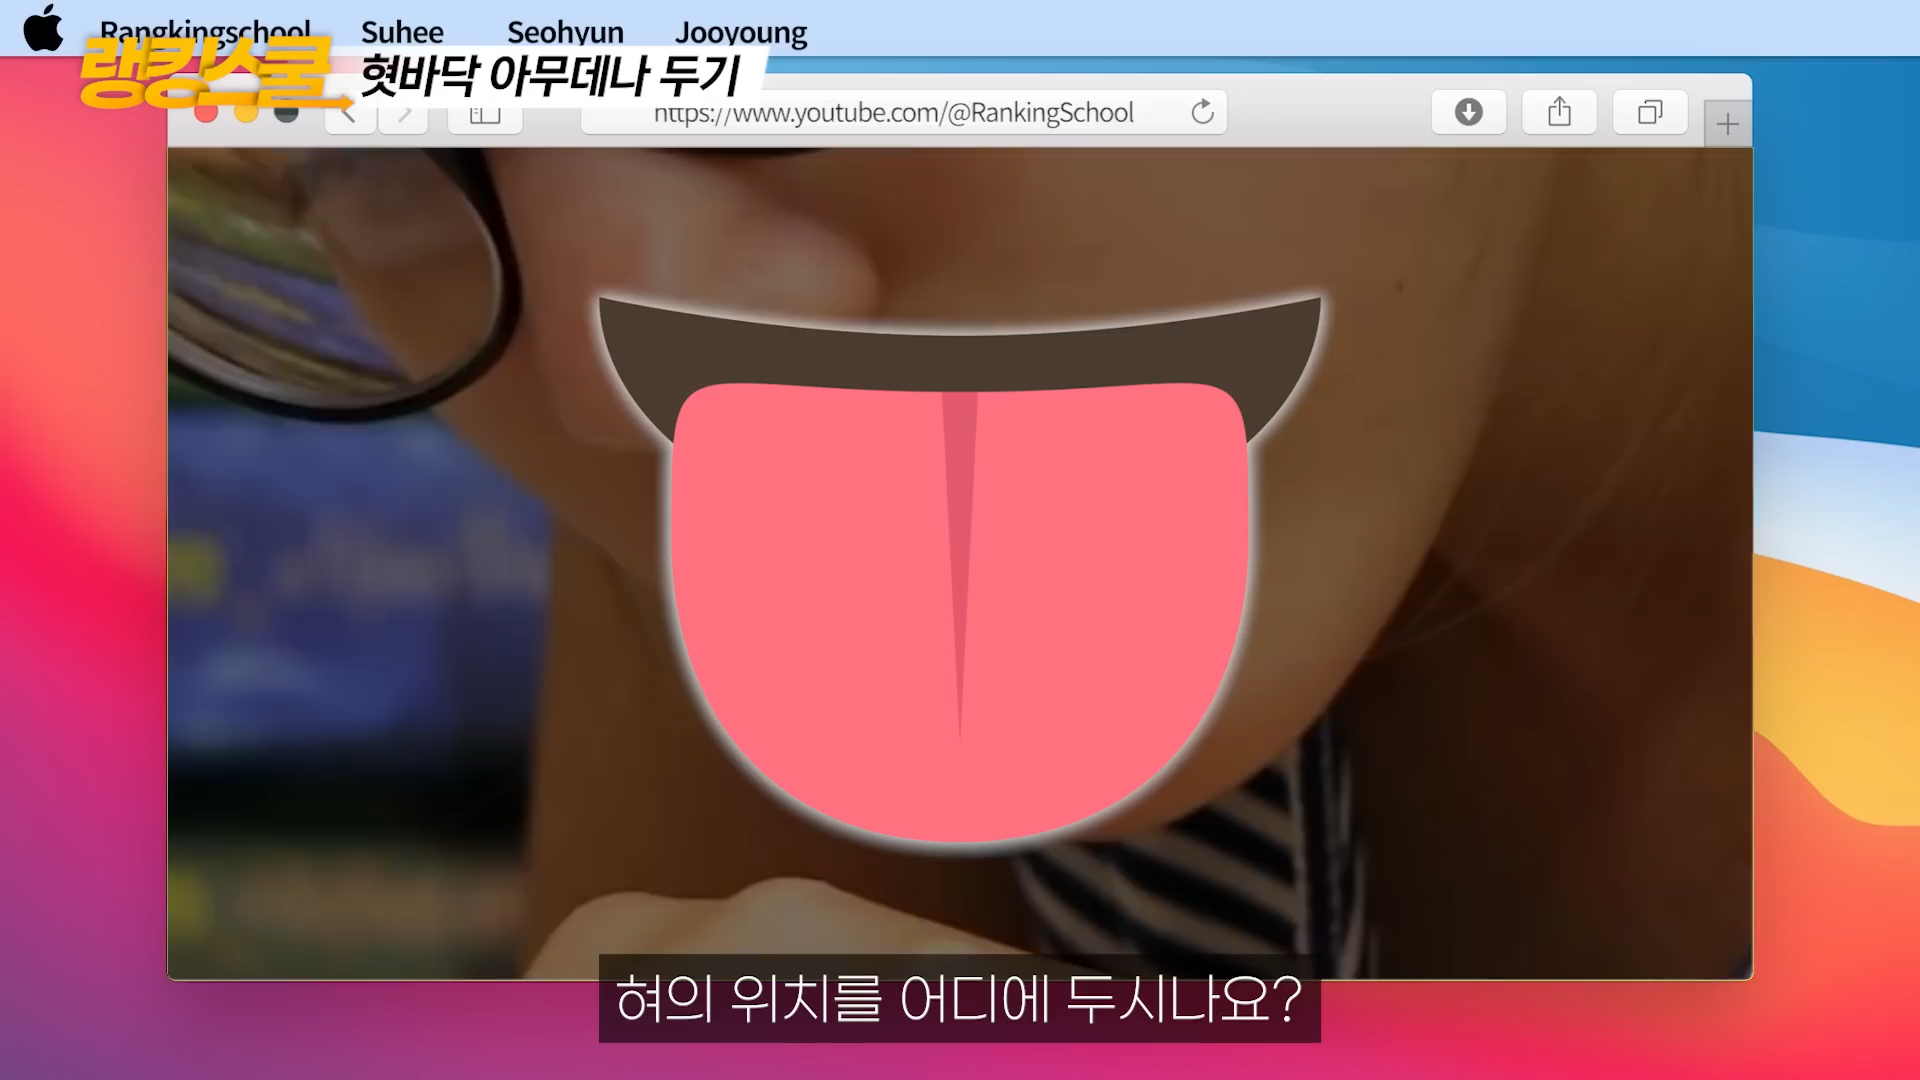 Rangkingschool Suhee Seohyun Jooyoung
랭킹스쿨
혓바닥 아무데나 두기
https://www.youtube.com/@RankingSchool
혀의 위치를 어디에 두시나요?